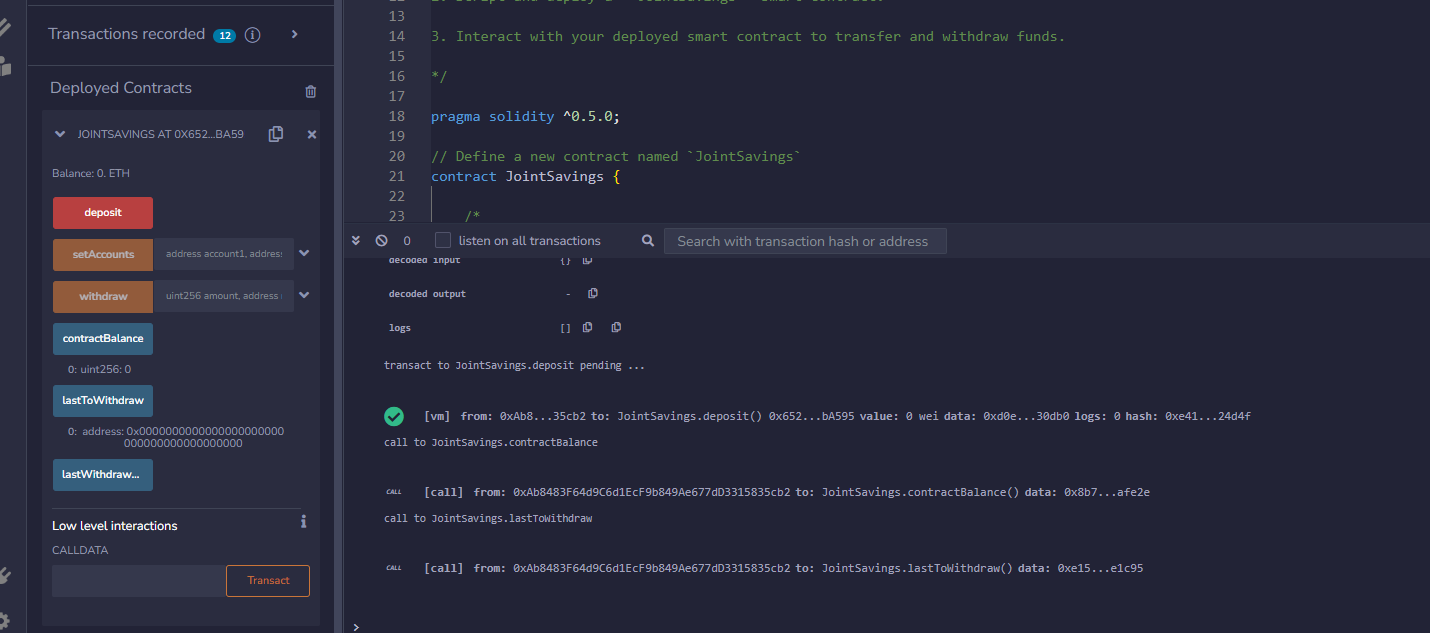 Transactions recorded 12
Deployed Contracts
JOINTSAVINGS AT 0X652...BA59
Balance: 0. ETH
deposit
setAccounts address account1, address
withdraw uint256 amount, address
contractBalance
0: uint256: 0
lastToWithdraw
0: address: 0x0000000000000000000000
000000000000000000
lastWithdraw...
Low level interactions
CALLDATA
Transact
13
14 3. Interact with your deployed smart contract to transfer and withdraw funds.
15
16 */
17
18 pragma solidity ^0.5.0;
19
20 // Define a new contract named `JointSavings`
21 contract JointSavings {
22
23 /*
0 listen on all transactions Search with transaction hash or address
decoded input {}
decoded output -
logs []
transact to JointSavings.deposit pending ...
[vm] from: 0xAb8...35cb2 to: JointSavings.deposit() 0x652...bA595 value: 0 wei data: 0xd0e...30db0 logs: 0 hash: 0xe41...24d4f
call to JointSavings.contractBalance
CALL [call] from: 0xAb8483F64d9C6d1EcF9b849Ae677dD3315835cb2 to: JointSavings.contractBalance() data: 0x8b7...afe2e
call to JointSavings.lastToWithdraw
CALL [call] from: 0xAb8483F64d9C6d1EcF9b849Ae677dD3315835cb2 to: JointSavings.lastToWithdraw() data: 0xe15...e1c95
>